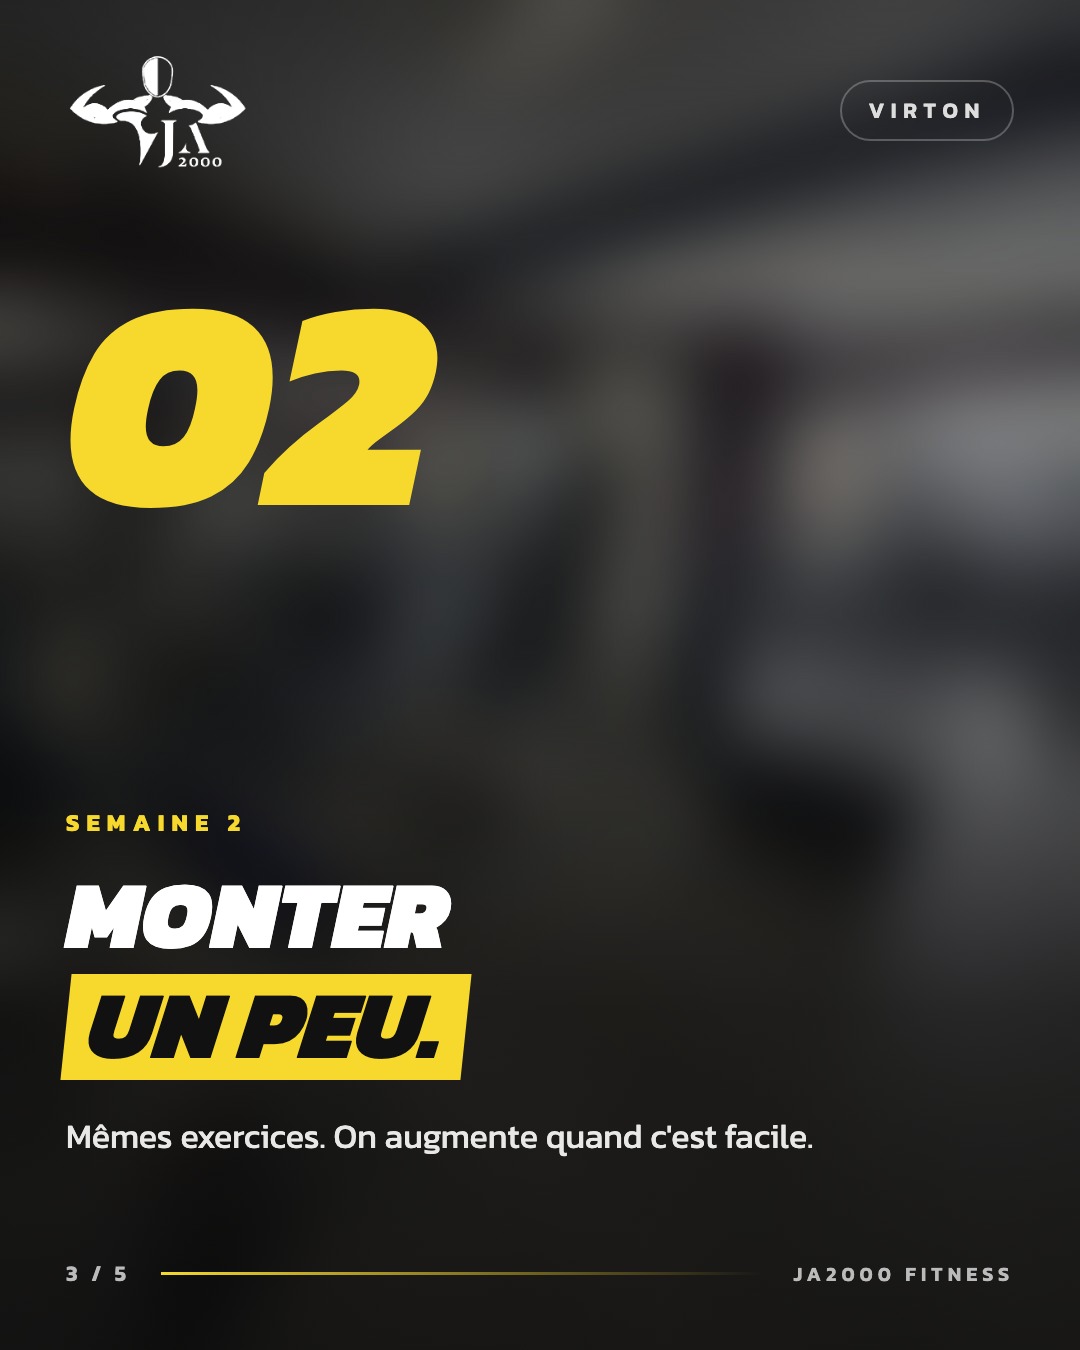 JA
2000
VIRTON
02
SEMAINE 2
MONTER
UN PEU.
Mêmes exercices. On augmente quand c'est facile.
3 / 5
JA2000 FITNESS